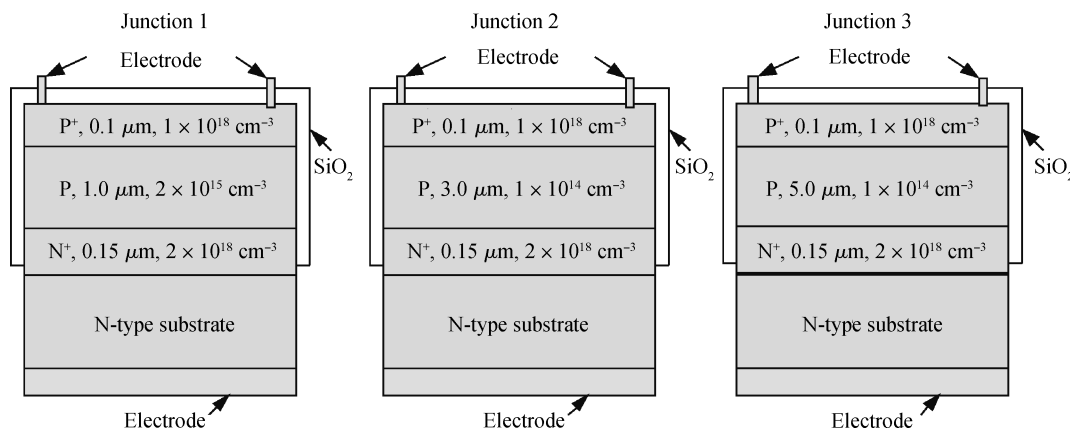 Junction 1
Electrode
P⁺, 0.1 μm, 1 × 10¹⁸ cm⁻³
SiO₂
P, 1.0 μm, 2 × 10¹⁵ cm⁻³
N⁺, 0.15 μm, 2 × 10¹⁸ cm⁻³
N-type substrate
Electrode
Junction 2
Electrode
P⁺, 0.1 μm, 1 × 10¹⁸ cm⁻³
SiO₂
P, 3.0 μm, 1 × 10¹⁴ cm⁻³
N⁺, 0.15 μm, 2 × 10¹⁸ cm⁻³
N-type substrate
Electrode
Junction 3
Electrode
P⁺, 0.1 μm, 1 × 10¹⁸ cm⁻³
SiO₂
P, 5.0 μm, 1 × 10¹⁴ cm⁻³
N⁺, 0.15 μm, 2 × 10¹⁸ cm⁻³
N-type substrate
Electrode